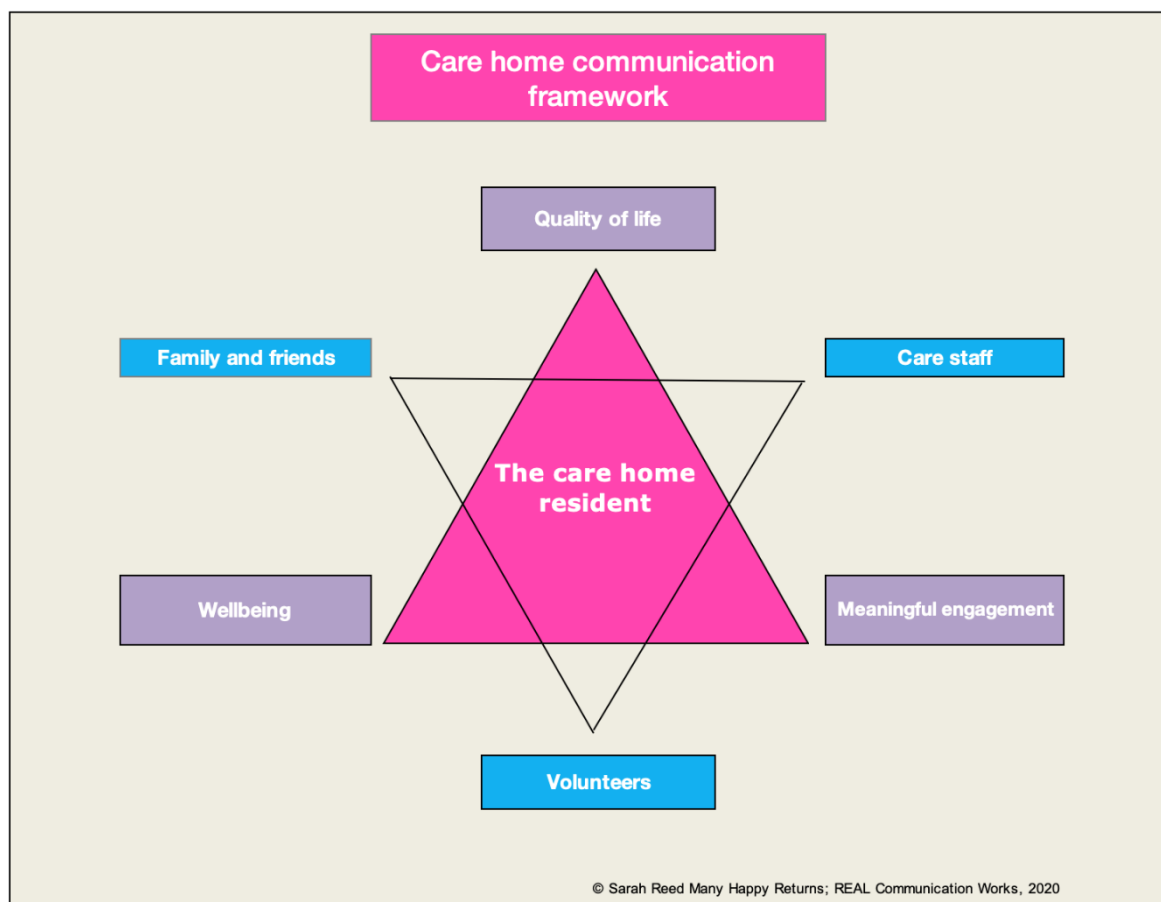 Care home communication
framework
Quality of life
Family and friends
Care staff
The care home
resident
Wellbeing
Meaningful engagement
Volunteers
© Sarah Reed Many Happy Returns; REAL Communication Works, 2020